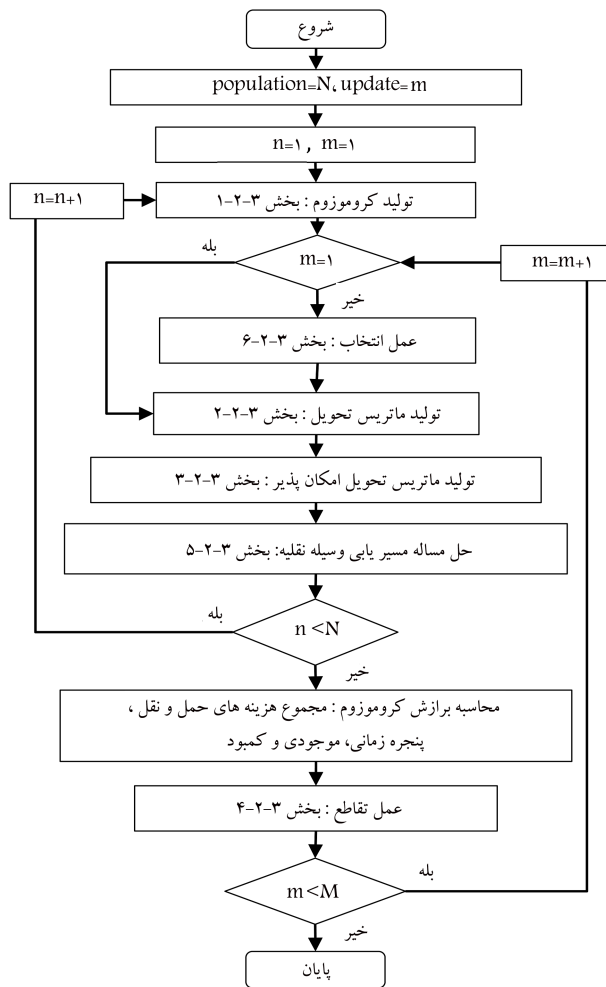 شروع
population=N، update=m
n=۱ , m=۱
n=n+۱
تولید کروموزوم : بخش ۳-۲-۱
بله
m=۱
m=m+۱
خیر
عمل انتخاب : بخش ۳-۲-۶
تولید ماتریس تحویل : بخش ۳-۲-۲
تولید ماتریس تحویل امکان پذیر : بخش ۳-۲-۳
حل مساله مسیر یابی وسیله نقلیه: بخش ۳-۲-۵
بله
n <N
خیر
محاسبه برازش کروموزوم : مجموع هزینه های حمل و نقل ،
پنجره زمانی، موجودی و کمبود
عمل تقاطع : بخش ۳-۲-۴
بله
m <M
خیر
پایان